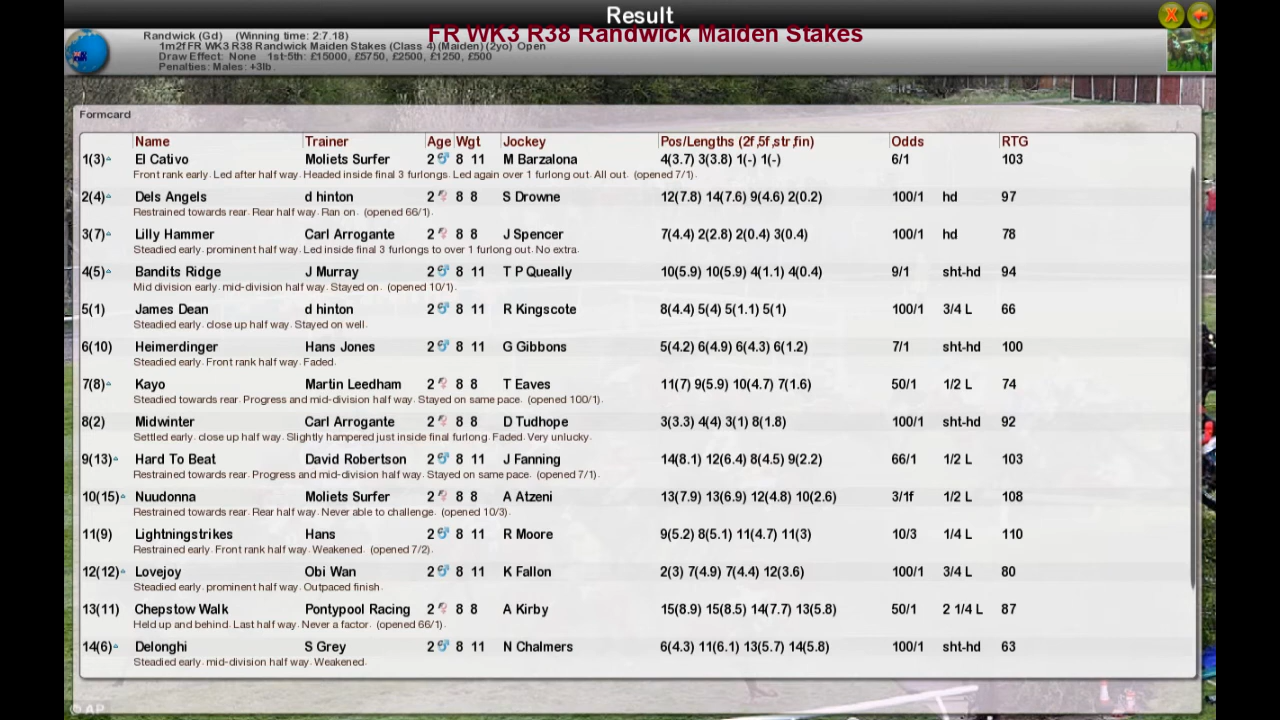 Result
FR WK3 R38 Randwick Maiden Stakes
Randwick (Gd) (Winning time: 2:7.18)
1m2f FR WK3 R38 Randwick Maiden Stakes (Class 4) (Maiden) (2yo) Open
Draw Effect: None 1st-5th: £15000, £5750, £2500, £1250, £500
Penalties: Males: +3lb.
Formcard
Name Trainer Age Wgt Jockey Pos/Lengths (2f,5f,str,fin) Odds RTG
1(3) El Cativo Moliets Surfer 2 8 11 M Barzalona 4(3.7) 3(3.8) 1(-) 1(-) 6/1 103
Front rank early. Led after half way. Headed inside final 3 furlongs. Led again over 1 furlong out. All out. (opened 7/1).
2(4) Dels Angels d hinton 2 8 8 S Drowne 12(7.8) 14(7.6) 9(4.6) 2(0.2) 100/1 hd 97
Restrained towards rear. Rear half way. Ran on. (opened 66/1).
3(7) Lilly Hammer Carl Arrogante 2 8 8 J Spencer 7(4.4) 2(2.8) 2(0.4) 3(0.4) 100/1 hd 78
Steadied early. prominent half way. Led inside final 3 furlongs to over 1 furlong out. No extra.
4(5) Bandits Ridge J Murray 2 8 11 T P Queally 10(5.9) 10(5.9) 4(1.1) 4(0.4) 9/1 sht-hd 94
Mid division early. mid-division half way. Stayed on. (opened 10/1).
5(1) James Dean d hinton 2 8 11 R Kingscote 8(4.4) 5(4) 5(1.1) 5(1) 100/1 3/4 L 66
Steadied early. close up half way. Stayed on well.
6(10) Heimerdinger Hans Jones 2 8 11 G Gibbons 5(4.2) 6(4.9) 6(4.3) 6(1.2) 7/1 sht-hd 100
Steadied early. Front rank half way. Faded.
7(8) Kayo Martin Leedham 2 8 8 T Eaves 11(7) 9(5.9) 10(4.7) 7(1.6) 50/1 1/2 L 74
Steadied towards rear. Progress and mid-division half way. Stayed on same pace. (opened 100/1).
8(2) Midwinter Carl Arrogante 2 8 8 D Tudhope 3(3.3) 4(4) 3(1) 8(1.8) 100/1 sht-hd 92
Settled early. close up half way. Slightly hampered just inside final furlong. Faded. Very unlucky.
9(13) Hard To Beat David Robertson 2 8 11 J Fanning 14(8.1) 12(6.4) 8(4.5) 9(2.2) 66/1 1/2 L 103
Restrained towards rear. Progress and mid-division half way. Stayed on same pace. (opened 7/1).
10(15) Nuudonna Moliets Surfer 2 8 8 A Atzeni 13(7.9) 13(6.9) 12(4.8) 10(2.6) 3/1f 1/2 L 108
Restrained towards rear. Rear half way. Never able to challenge. (opened 10/3).
11(9) Lightningstrikes Hans 2 8 11 R Moore 9(5.2) 8(5.1) 11(4.7) 11(3) 10/3 1/4 L 110
Restrained early. Front rank half way. Weakened. (opened 7/2).
12(12) Lovejoy Obi Wan 2 8 11 K Fallon 2(3) 7(4.9) 7(4.4) 12(3.6) 100/1 3/4 L 80
Steadied early. prominent half way. Outpaced finish.
13(11) Chepstow Walk Pontypool Racing 2 8 8 A Kirby 15(8.9) 15(8.5) 14(7.7) 13(5.8) 50/1 2 1/4 L 87
Held up and behind. Last half way. Never a factor. (opened 66/1).
14(6) Delonghi S Grey 2 8 11 N Chalmers 6(4.3) 11(6.1) 13(5.7) 14(5.8) 100/1 sht-hd 63
Steadied early. mid-division half way. Weakened.
© AP